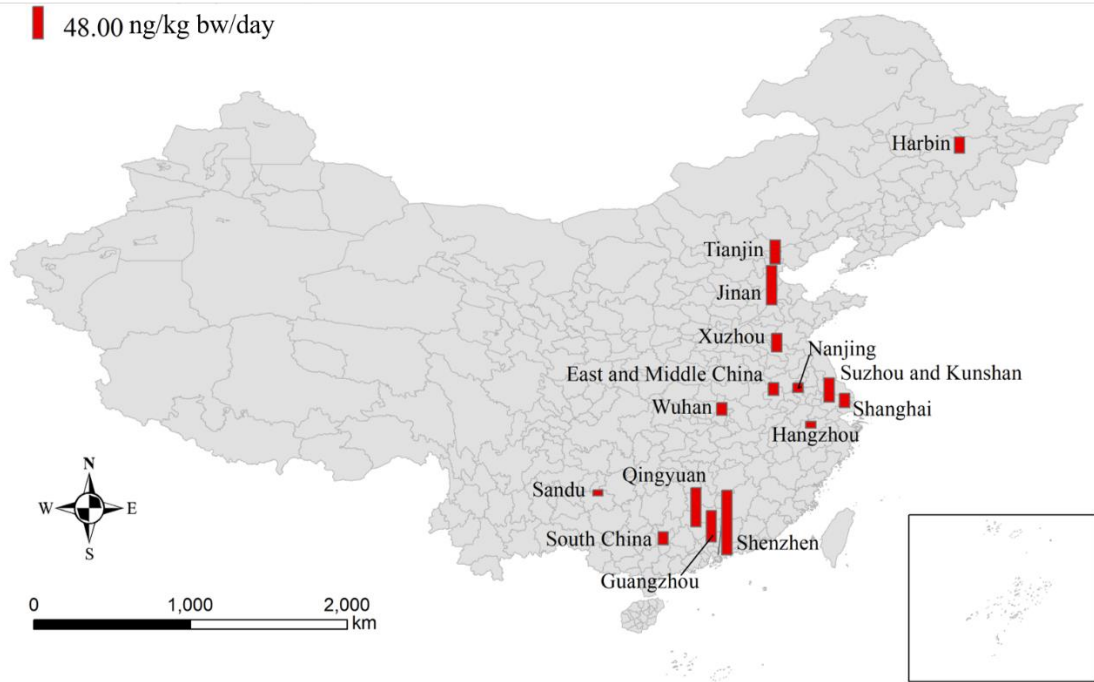 48.00 ng/kg bw/day
Harbin
Tianjin
Jinan
Xuzhou
Nanjing
East and Middle China
Suzhou and Kunshan
Wuhan
Shanghai
Hangzhou
Qingyuan
Sandu
South China
Shenzhen
Guangzhou
N
W
E
S
0
1,000
2,000
km